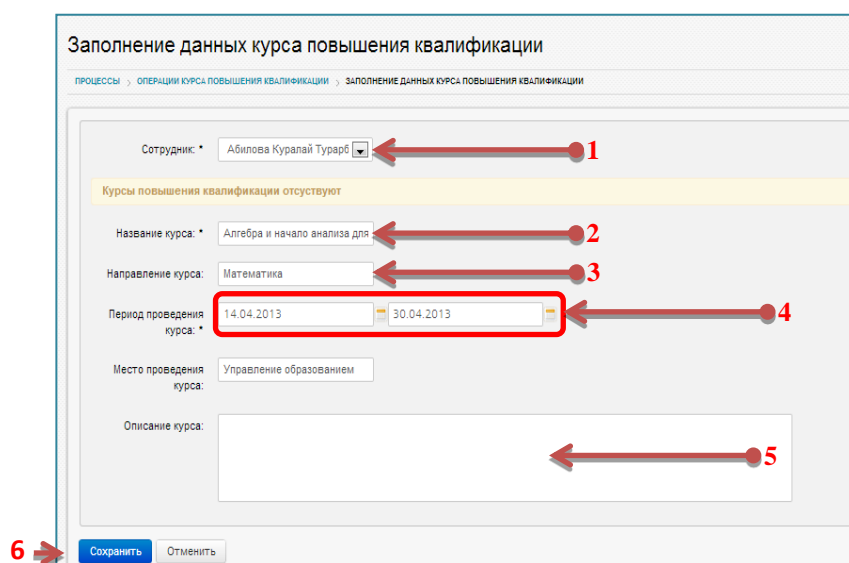 Заполнение данных курса повышения квалификации
ПРОЦЕССЫ > ОПЕРАЦИИ КУРСА ПОВЫШЕНИЯ КВАЛИФИКАЦИИ > ЗАПОЛНЕНИЕ ДАННЫХ КУРСА ПОВЫШЕНИЯ КВАЛИФИКАЦИИ
Сотрудник: * Абилова Куралай Турарб 1
Курсы повышения квалификации отсуствуют
Название курса: * Алгебра и начало анализа для 2
Направление курса: Математика 3
Период проведения курса: * 14.04.2013 30.04.2013 4
Место проведения курса: Управление образованием
Описание курса: 5
6 Сохранить Отменить